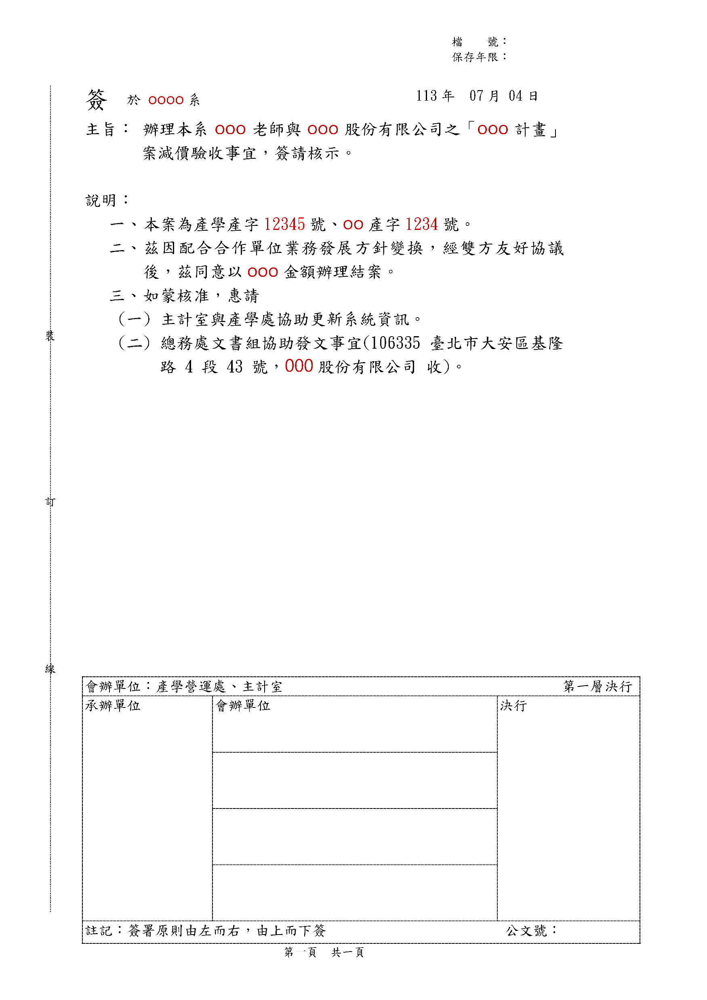 檔　　號：
保存年限：
簽　於 oooo 系　113 年　07 月 04 日
主旨：　辦理本系 ooo 老師與 ooo 股份有限公司之「ooo 計畫」
案減價驗收事宜，簽請核示。
說明：
一、本案為產學產字 12345 號、oo 產字 1234 號。
二、茲因配合合作單位業務發展方針變換，經雙方友好協議
後，茲同意以 ooo 金額辦理結案。
三、如蒙核准，惠請
（一）主計室與產學處協助更新系統資訊。
（二）總務處文書組協助發文事宜(106335 臺北市大安區基隆
路 4 段 43 號，OOO 股份有限公司　收)。
裝
訂
線
會辦單位：產學營運處、主計室　第一層決行
承辦單位　會辦單位　決行
註記：簽署原則由左而右，由上而下簽　公文號：
第一頁　共一頁